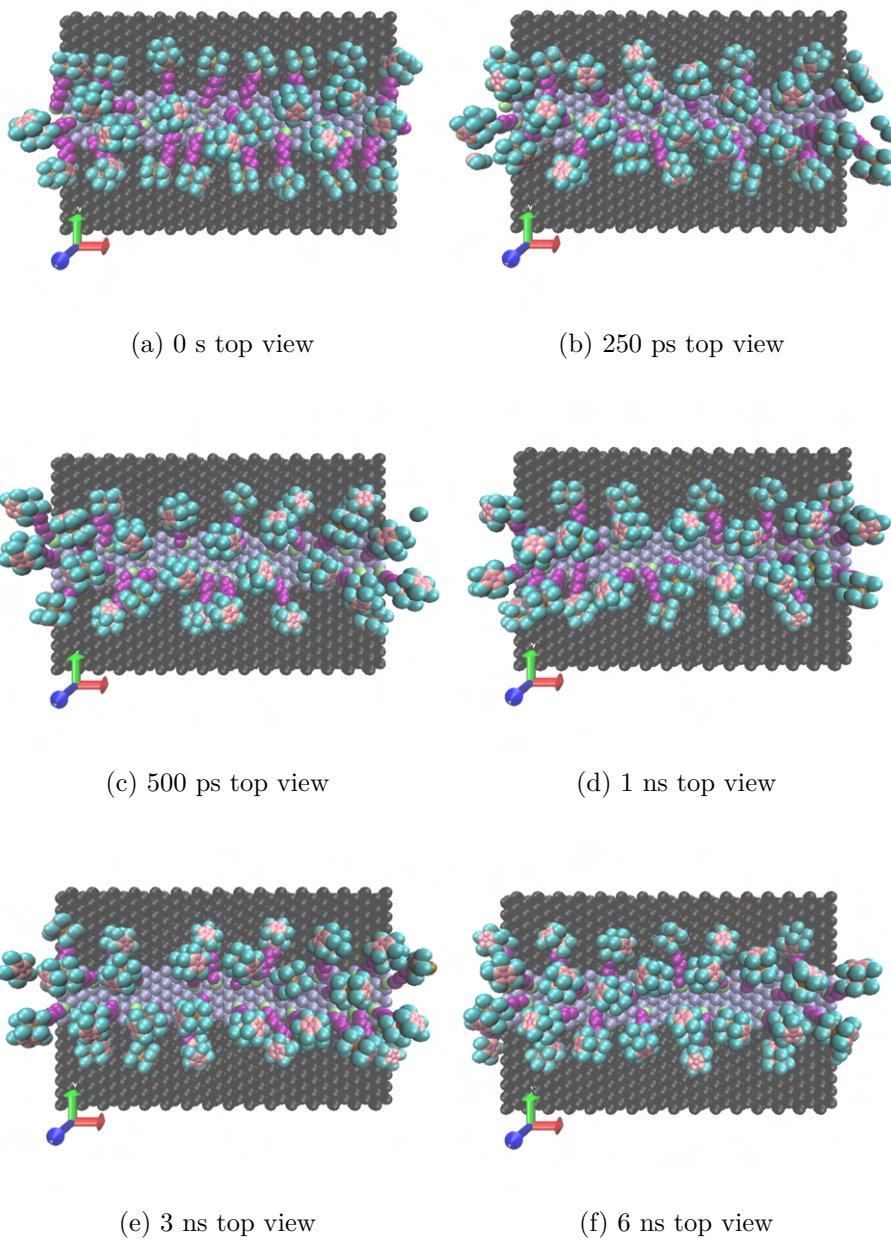 (a) 0 s top view
(b) 250 ps top view
(c) 500 ps top view
(d) 1 ns top view
(e) 3 ns top view
(f) 6 ns top view